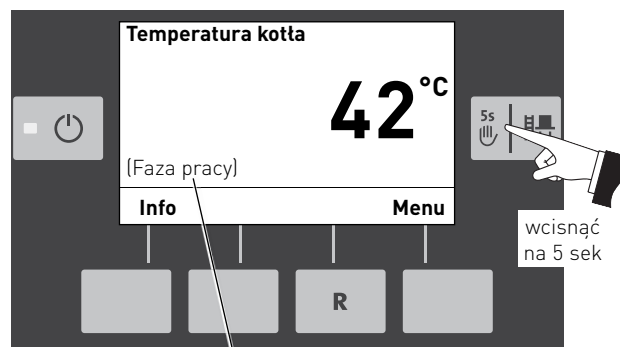 Temperatura kotła
42°C
(Faza pracy)
Info Menu
5s
wcisnąć
na 5 sek
R